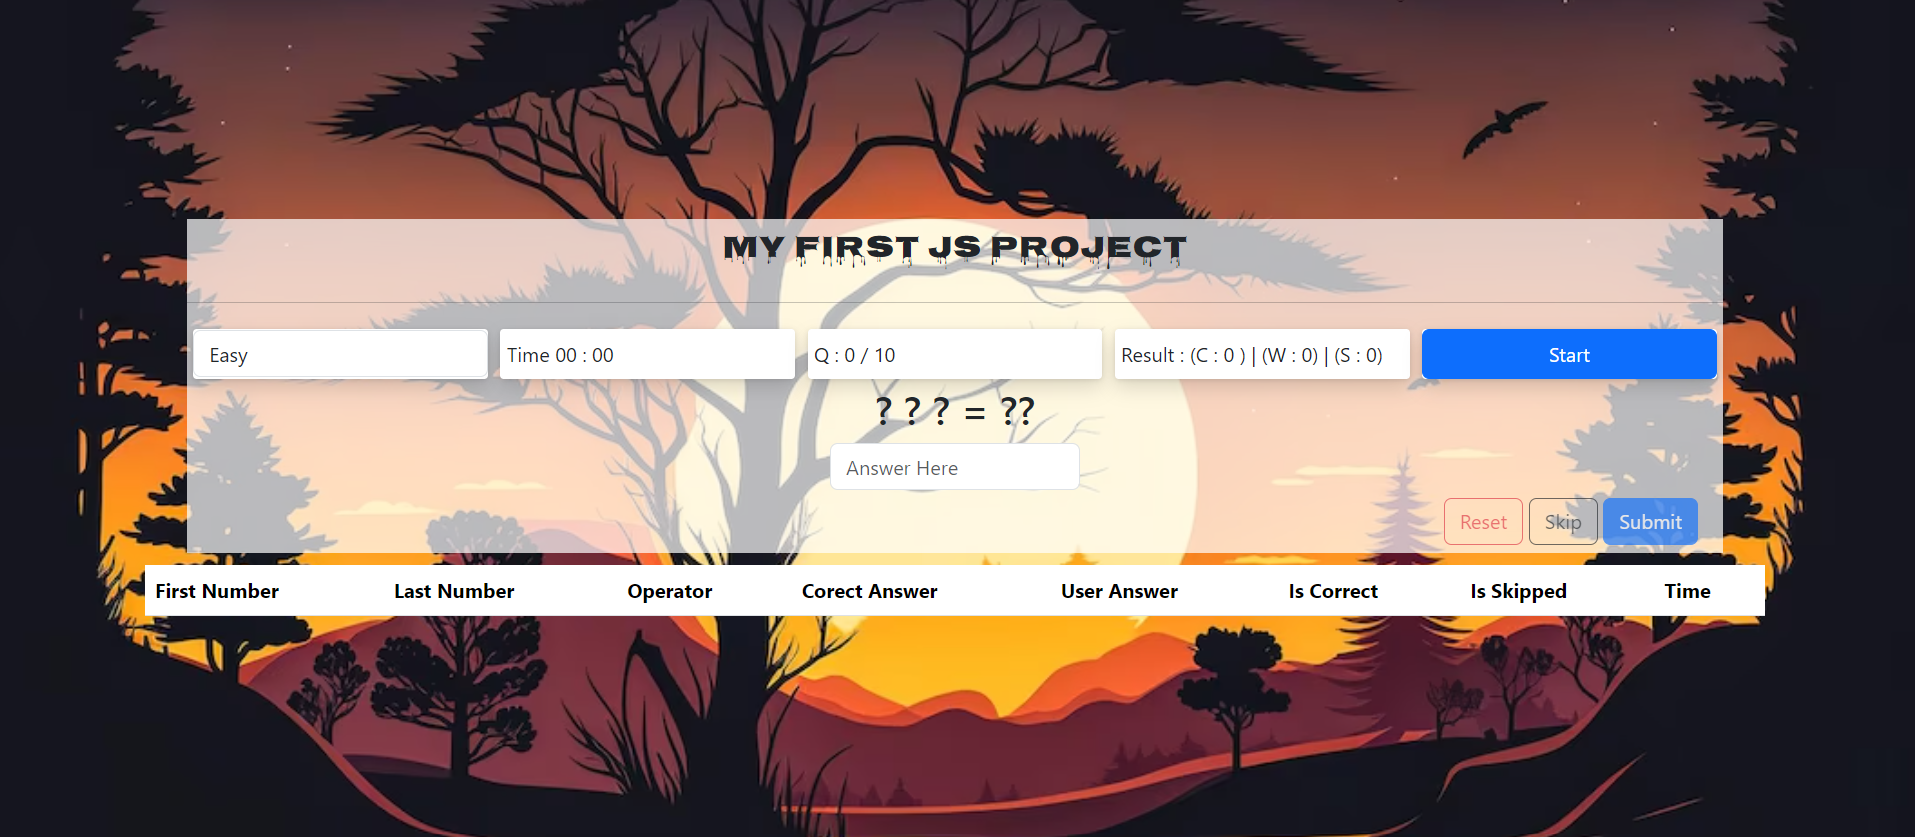 MY FIRST JS PROJECT
Easy Time 00 : 00 Q : 0 / 10 Result : (C : 0 ) | (W : 0) | (S : 0) Start
? ? ? = ??
Answer Here
Reset Skip Submit
First Number Last Number Operator Corect Answer User Answer Is Correct Is Skipped Time